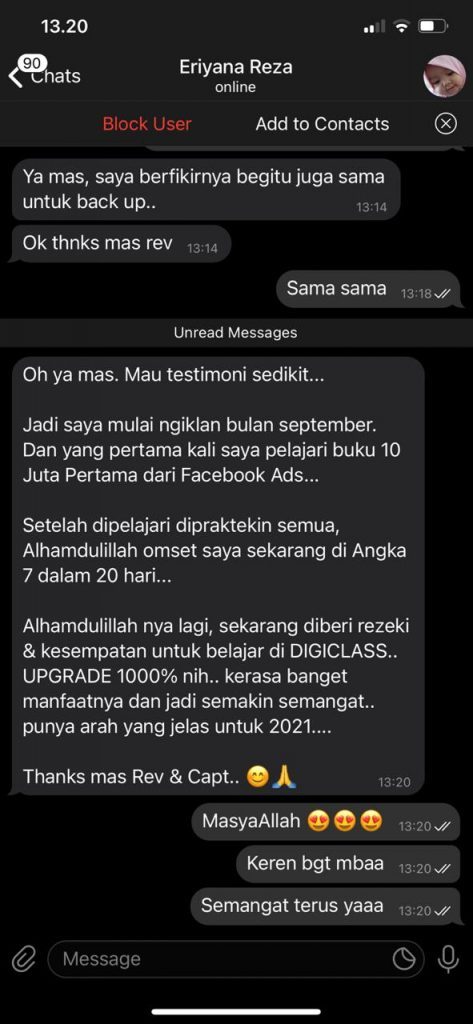 13.20
90
Chats
Eriyana Reza
online
Block User
Add to Contacts
Ya mas, saya berfikirnya begitu juga sama
untuk back up..
13:14
Ok thnks mas rev
13:14
Sama sama
13:18
Unread Messages
Oh ya mas. Mau testimoni sedikit...
Jadi saya mulai ngiklan bulan september.
Dan yang pertama kali saya pelajari buku 10
Juta Pertama dari Facebook Ads...
Setelah dipelajari dipraktekin semua,
Alhamdulillah omset saya sekarang di Angka
7 dalam 20 hari...
Alhamdulillah nya lagi, sekarang diberi rezeki
& kesempatan untuk belajar di DIGICLASS..
UPGRADE 1000% nih.. kerasa banget
manfaatnya dan jadi semakin semangat..
punya arah yang jelas untuk 2021....
Thanks mas Rev & Capt.. 😊🙏
13:20
MasyaAllah 😍😍😍
13:20
Keren bgt mbaa
13:20
Semangat terus yaaa
13:20
Message